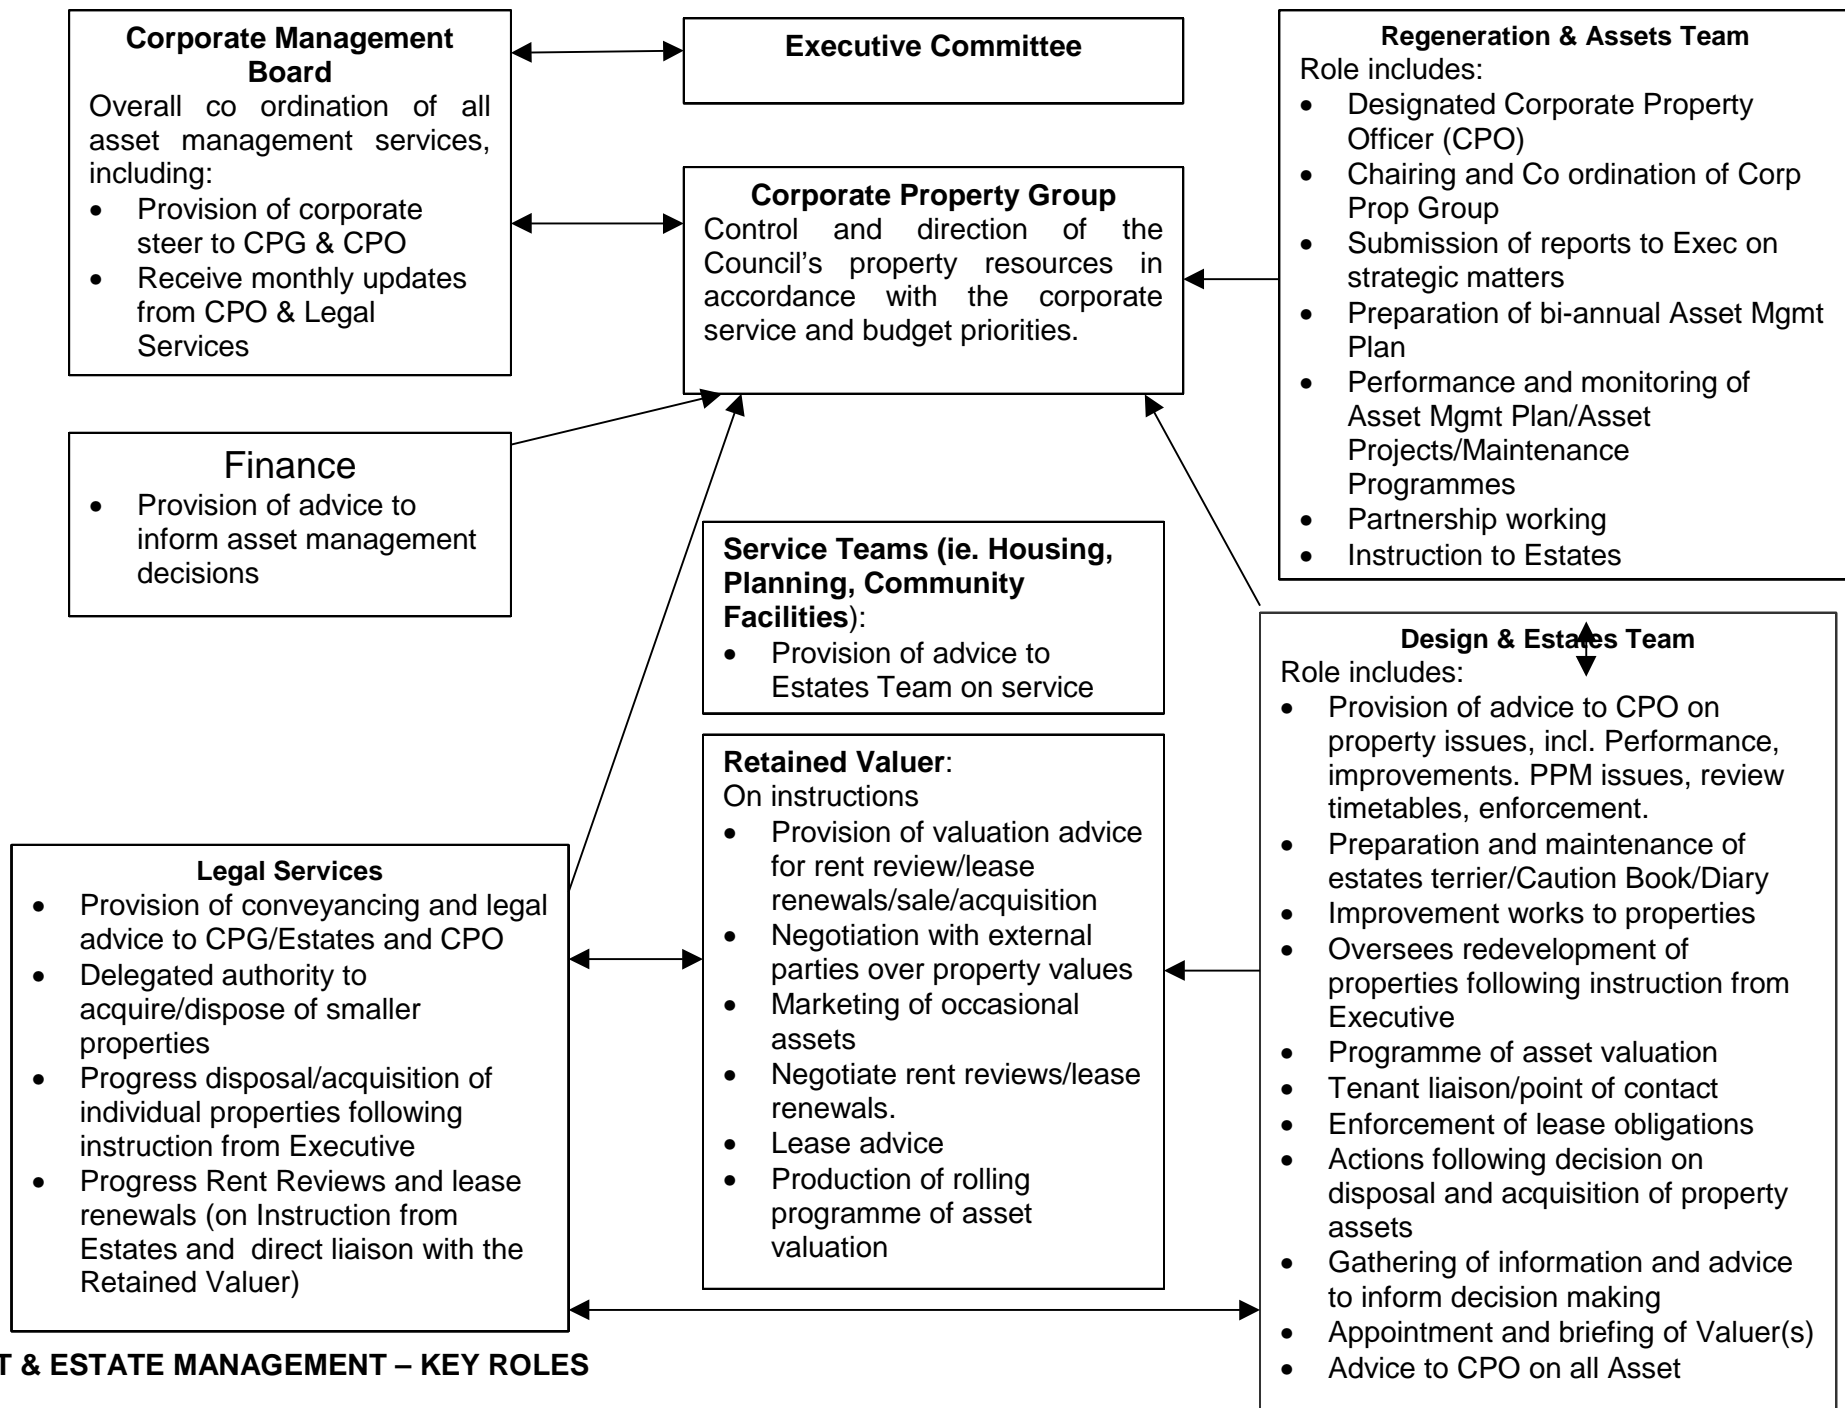 Corporate Management
Board
Overall co ordination of all
asset management services,
including:
• Provision of corporate
steer to CPG & CPO
• Receive monthly updates
from CPO & Legal
Services
Executive Committee
Corporate Property Group
Control and direction of the
Council’s property resources in
accordance with the corporate
service and budget priorities.
Regeneration & Assets Team
Role includes:
• Designated Corporate Property
Officer (CPO)
• Chairing and Co ordination of Corp
Prop Group
• Submission of reports to Exec on
strategic matters
• Preparation of bi-annual Asset Mgmt
Plan
• Performance and monitoring of
Asset Mgmt Plan/Asset
Projects/Maintenance
Programmes
• Partnership working
• Instruction to Estates
Finance
• Provision of advice to
inform asset management
decisions
Service Teams (ie. Housing,
Planning, Community
Facilities):
• Provision of advice to
Estates Team on service
Retained Valuer:
On instructions
• Provision of valuation advice
for rent review/lease
renewals/sale/acquisition
• Negotiation with external
parties over property values
• Marketing of occasional
assets
• Negotiate rent reviews/lease
renewals.
• Lease advice
• Production of rolling
programme of asset
valuation
Design & Estates Team
Role includes:
• Provision of advice to CPO on
property issues, incl. Performance,
improvements. PPM issues, review
timetables, enforcement.
• Preparation and maintenance of
estates terrier/Caution Book/Diary
• Improvement works to properties
• Oversees redevelopment of
properties following instruction from
Executive
• Programme of asset valuation
• Tenant liaison/point of contact
• Enforcement of lease obligations
• Actions following decision on
disposal and acquisition of property
assets
• Gathering of information and advice
to inform decision making
• Appointment and briefing of Valuer(s)
• Advice to CPO on all Asset
Legal Services
• Provision of conveyancing and legal
advice to CPG/Estates and CPO
• Delegated authority to
acquire/dispose of smaller
properties
• Progress disposal/acquisition of
individual properties following
instruction from Executive
• Progress Rent Reviews and lease
renewals (on Instruction from
Estates and direct liaison with the
Retained Valuer)
T & ESTATE MANAGEMENT – KEY ROLES